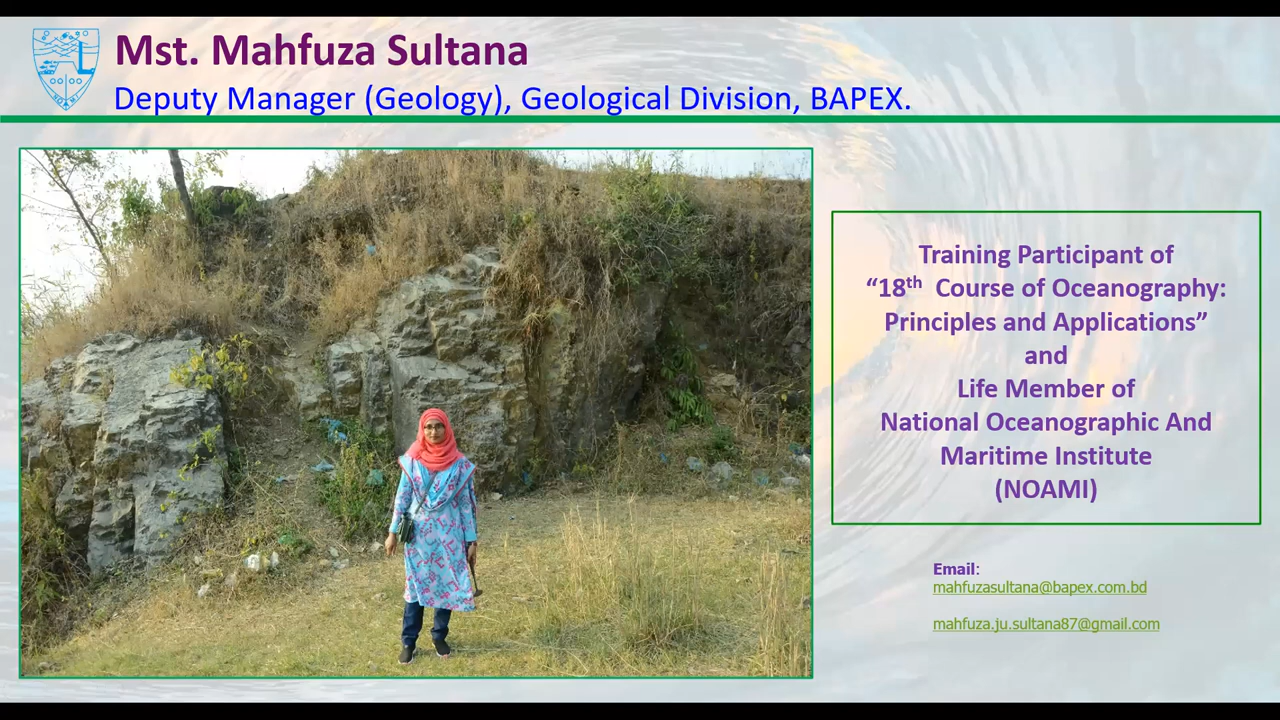 Mst. Mahfuza Sultana
Deputy Manager (Geology), Geological Division, BAPEX.
Training Participant of
“18th Course of Oceanography:
Principles and Applications”
and
Life Member of
National Oceanographic And
Maritime Institute
(NOAMI)
Email:
mahfuzasultana@bapex.com.bd
mahfuza.ju.sultana87@gmail.com